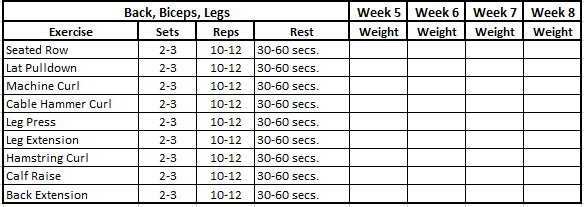 Back, Biceps, Legs Week 5 Week 6 Week 7 Week 8
Exercise Sets Reps Rest Weight Weight Weight Weight
Seated Row 2-3 10-12 30-60 secs.
Lat Pulldown 2-3 10-12 30-60 secs.
Machine Curl 2-3 10-12 30-60 secs.
Cable Hammer Curl 2-3 10-12 30-60 secs.
Leg Press 2-3 10-12 30-60 secs.
Leg Extension 2-3 10-12 30-60 secs.
Hamstring Curl 2-3 10-12 30-60 secs.
Calf Raise 2-3 10-12 30-60 secs.
Back Extension 2-3 10-12 30-60 secs.